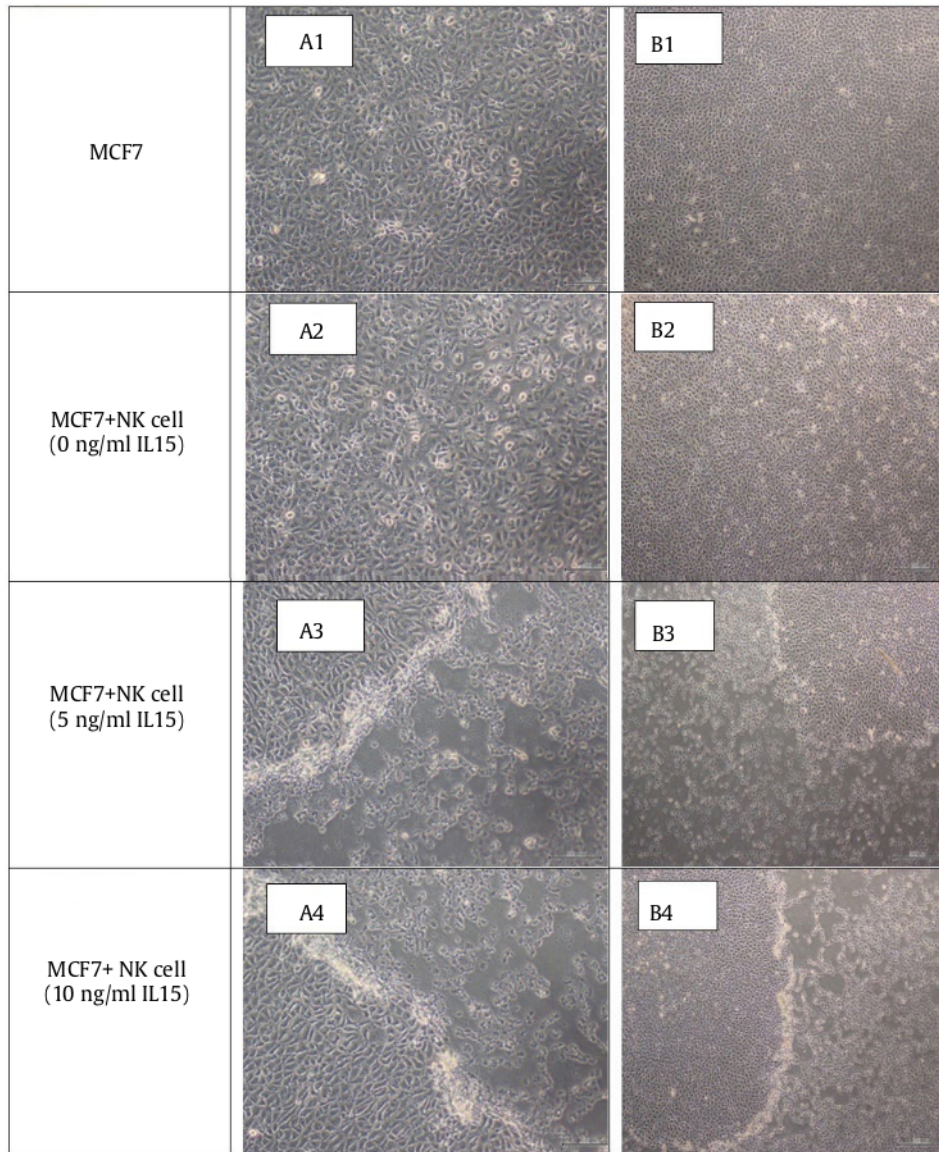 MCF7
A1
B1
MCF7+NK cell
(0 ng/ml IL15)
A2
B2
MCF7+NK cell
(5 ng/ml IL15)
A3
B3
MCF7+ NK cell
(10 ng/ml IL15)
A4
B4